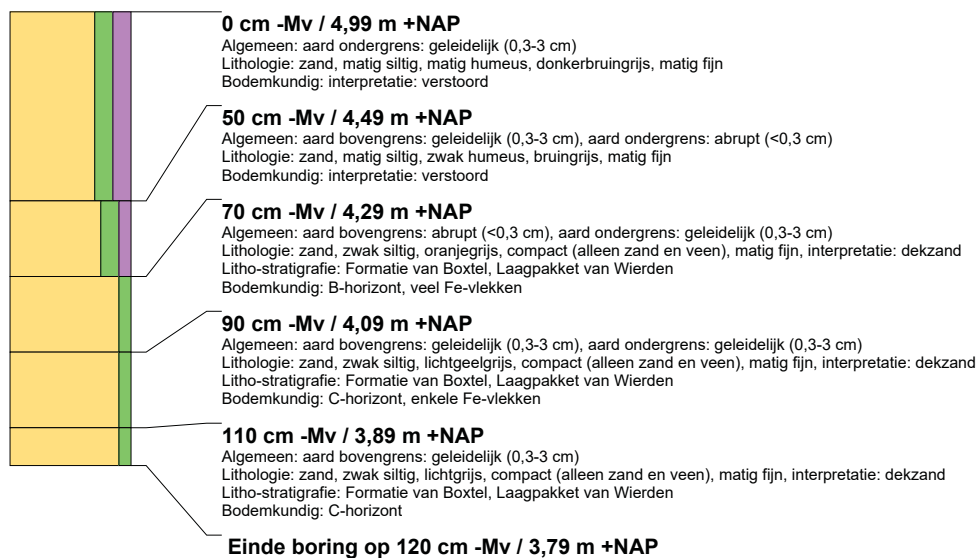 0 cm -Mv / 4,99 m +NAP
Algemeen: aard ondergrens: geleidelijk (0,3-3 cm)
Lithologie: zand, matig siltig, matig humeus, donkerbruingrijs, matig fijn
Bodemkundig: interpretatie: verstoord
50 cm -Mv / 4,49 m +NAP
Algemeen: aard bovengrens: geleidelijk (0,3-3 cm), aard ondergrens: abrupt (<0,3 cm)
Lithologie: zand, matig siltig, zwak humeus, bruingrijs, matig fijn
Bodemkundig: interpretatie: verstoord
70 cm -Mv / 4,29 m +NAP
Algemeen: aard bovengrens: abrupt (<0,3 cm), aard ondergrens: geleidelijk (0,3-3 cm)
Lithologie: zand, zwak siltig, oranjegrijs, compact (alleen zand en veen), matig fijn, interpretatie: dekzand
Litho-stratigrafie: Formatie van Boxtel, Laagpakket van Wierden
Bodemkundig: B-horizont, veel Fe-vlekken
90 cm -Mv / 4,09 m +NAP
Algemeen: aard bovengrens: geleidelijk (0,3-3 cm), aard ondergrens: geleidelijk (0,3-3 cm)
Lithologie: zand, zwak siltig, lichtgeelgrijs, compact (alleen zand en veen), matig fijn, interpretatie: dekzand
Litho-stratigrafie: Formatie van Boxtel, Laagpakket van Wierden
Bodemkundig: C-horizont, enkele Fe-vlekken
110 cm -Mv / 3,89 m +NAP
Algemeen: aard bovengrens: geleidelijk (0,3-3 cm)
Lithologie: zand, zwak siltig, lichtgrijs, compact (alleen zand en veen), matig fijn, interpretatie: dekzand
Litho-stratigrafie: Formatie van Boxtel, Laagpakket van Wierden
Bodemkundig: C-horizont
Einde boring op 120 cm -Mv / 3,79 m +NAP